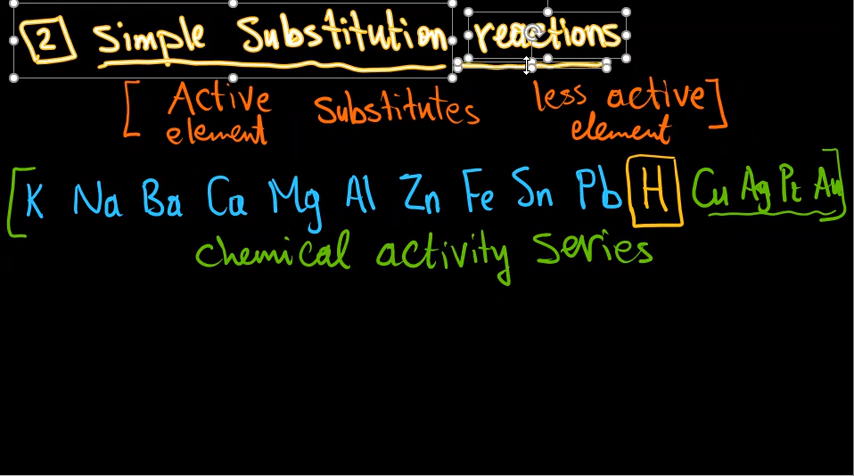 2 Simple Substitution reactions
[ Active element substitutes less active element ]
[ K Na Ba Ca Mg Al Zn Fe Sn Pb H Cu Ag Pt Au ]
chemical activity series